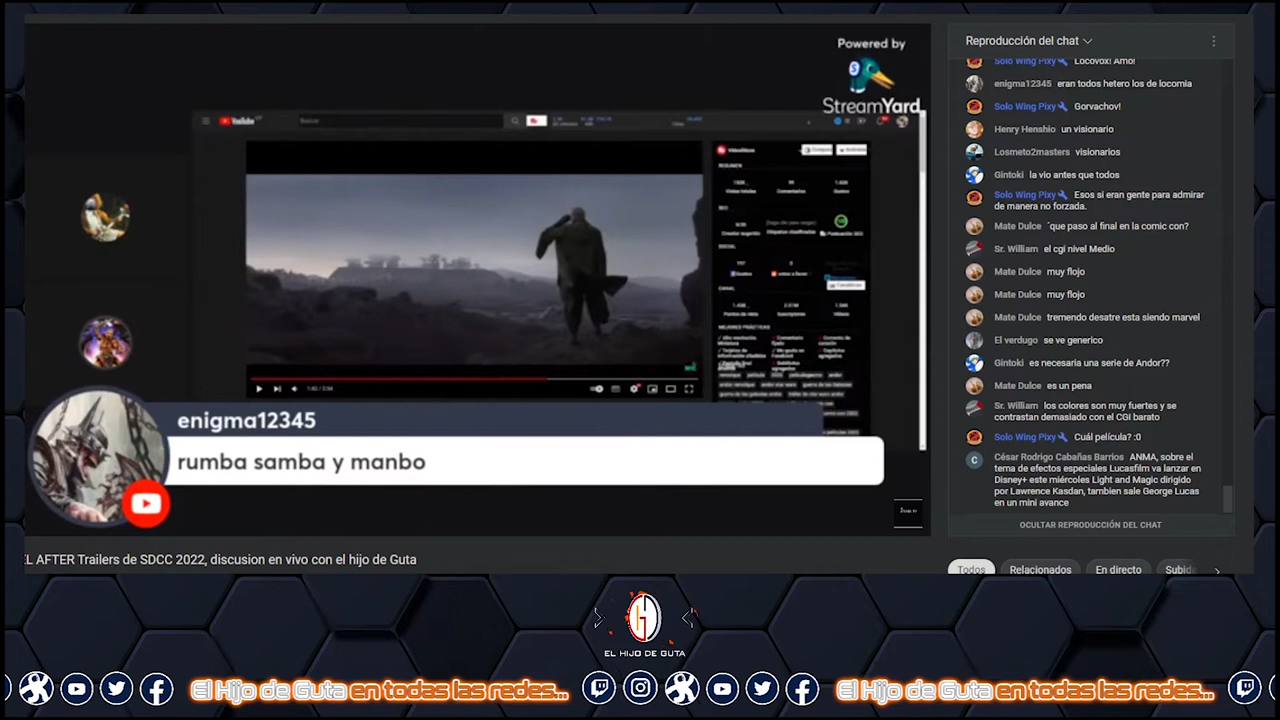 Powered by
StreamYard
YouTube
Buscar
RESUMEN
SEO
SOCIAL
CANAL
MEJORES PRÁCTICAS
enigma12345
rumba samba y manbo
EL AFTER Trailers de SDCC 2022, discusion en vivo con el hijo de Guta
Reproducción del chat
Solo Wing Pixy Locovox! Amo!
enigma12345 eran todos hetero los de locomia
Solo Wing Pixy Gorvachov!
Henry Henshio un visionario
Losmeto2masters visionarios
Gintoki la vio antes que todos
Solo Wing Pixy Esos si eran gente para admirar
de manera no forzada.
Mate Dulce ´que paso al final en la comic con?
Sr. William el cgi nivel Medio
Mate Dulce muy flojo
Mate Dulce muy flojo
Mate Dulce tremendo desatre esta siendo marvel
El verdugo se ve generico
Gintoki es necesaria una serie de Andor??
Mate Dulce es un pena
Sr. William los colores son muy fuertes y se
contrastan demasiado con el CGI barato
Solo Wing Pixy Cuál película? :0
C César Rodrigo Cabañas Barrios ANMA, sobre el
tema de efectos especiales Lucasfilm va lanzar en
Disney+ este miércoles Light and Magic dirigido
por Lawrence Kasdan, tambien sale George Lucas
en un mini avance
OCULTAR REPRODUCCIÓN DEL CHAT
Todos Relacionados En directo Subid
EL HIJO DE GUTA
El Hijo de Guta en todas las redes... El Hijo de Guta en todas las redes...